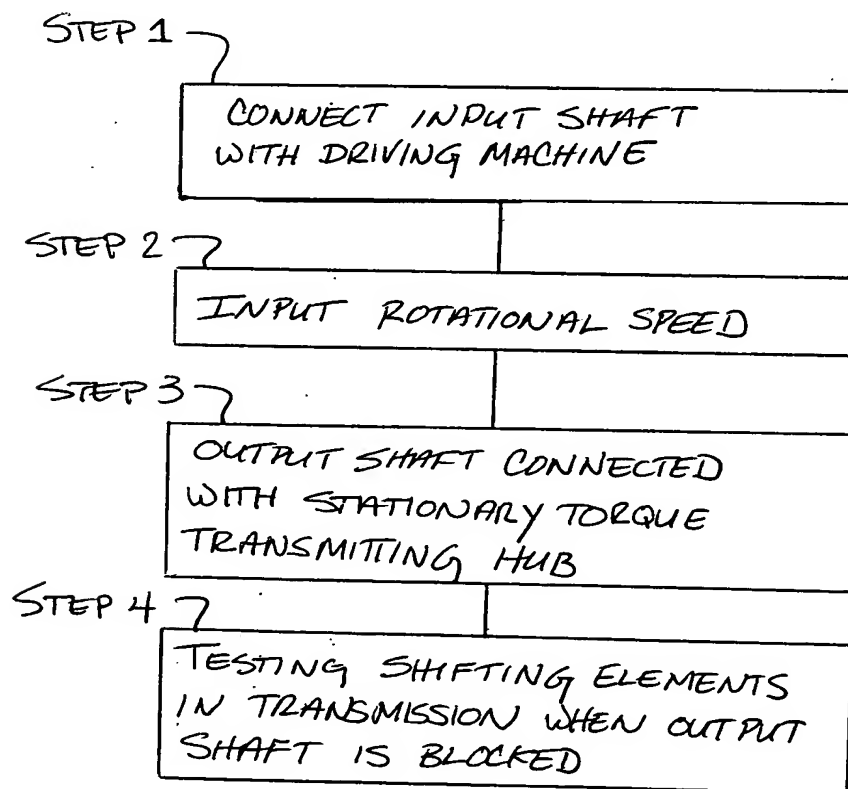 STEP 1
CONNECT INPUT SHAFT
WITH DRIVING MACHINE
STEP 2
INPUT ROTATIONAL SPEED
STEP 3
OUTPUT SHAFT CONNECTED
WITH STATIONARY TORQUE
TRANSMITTING HUB
STEP 4
TESTING SHIFTING ELEMENTS
IN TRANSMISSION WHEN OUTPUT
SHAFT IS BLOCKED